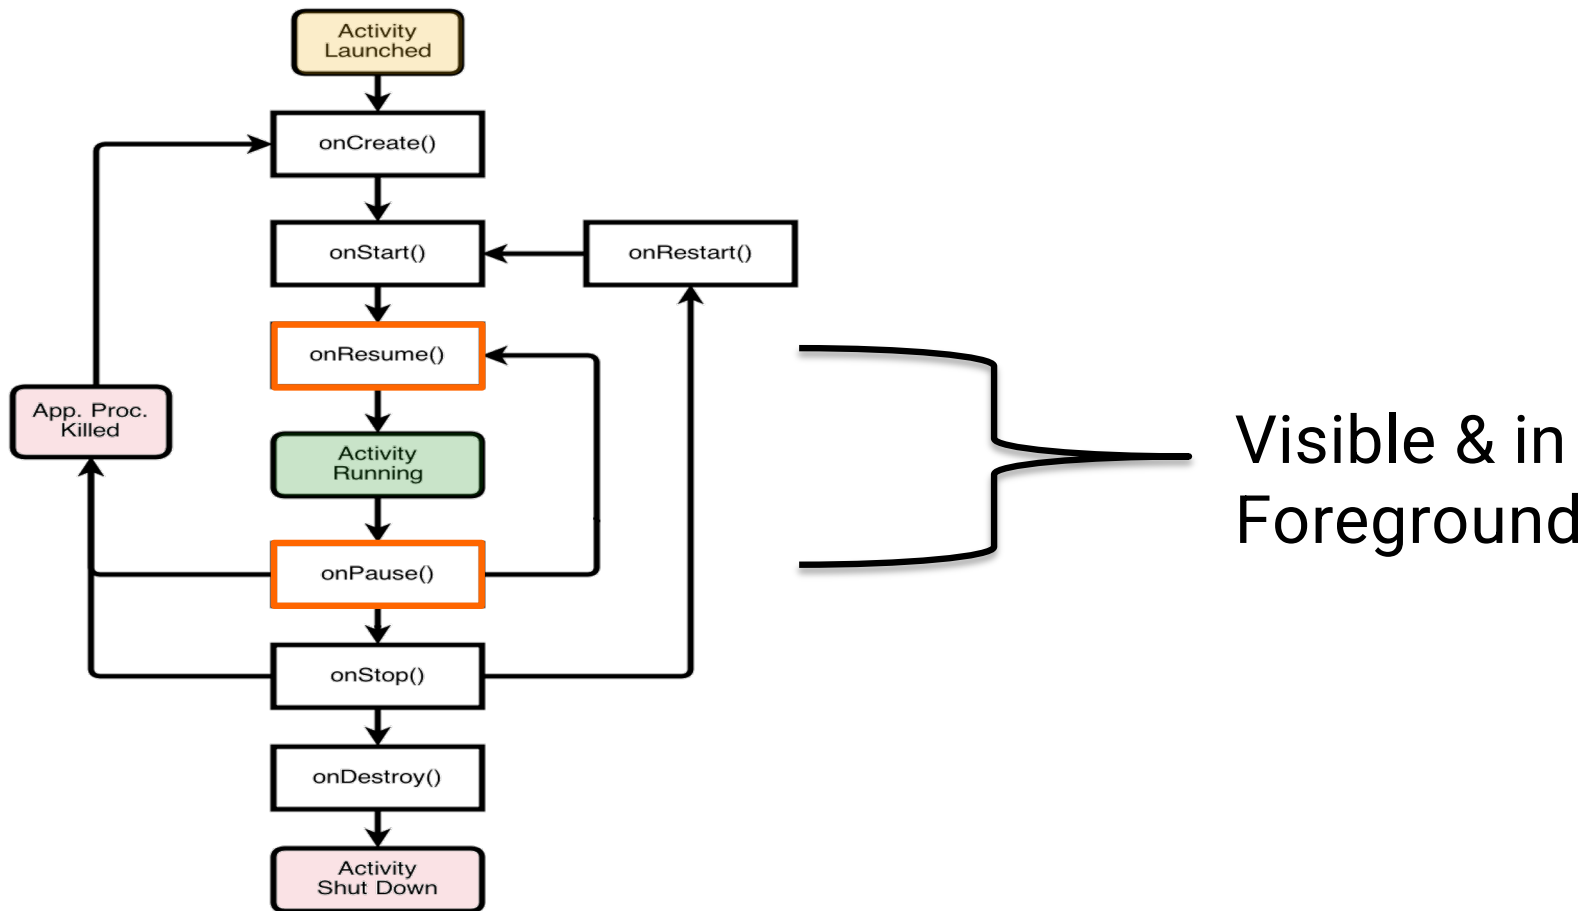 Activity
Launched
onCreate()
onStart()
onRestart()
onResume()
App. Proc.
Killed
Activity
Running
Visible & in
Foreground
onPause()
onStop()
onDestroy()
Activity
Shut Down